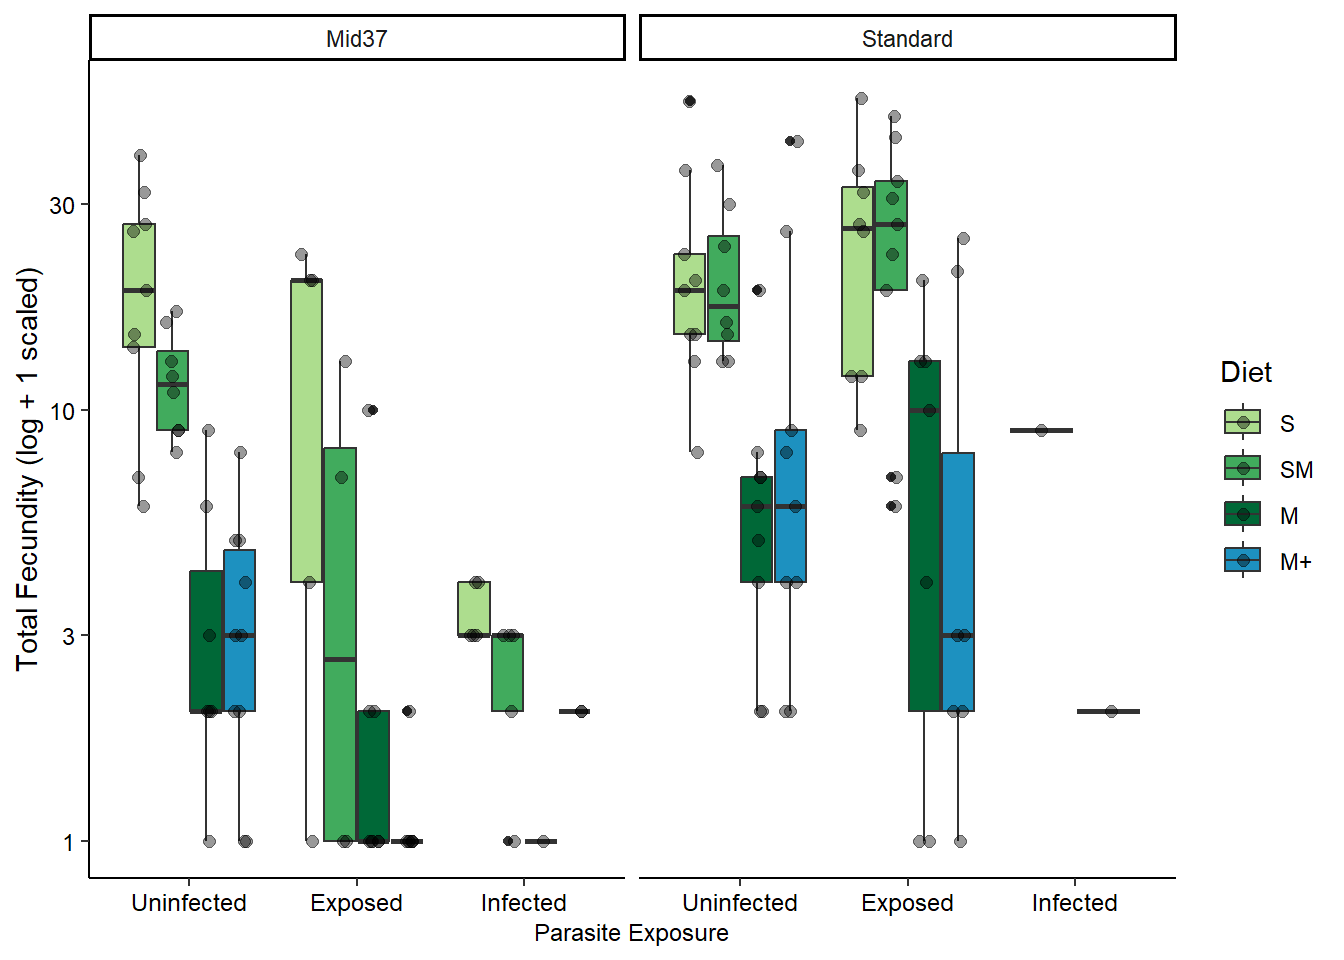 Mid37
Standard
Total Fecundity (log + 1 scaled)
30
10
3
1
Uninfected
Exposed
Infected
Uninfected
Exposed
Infected
Parasite Exposure
Diet
S
SM
M
M+